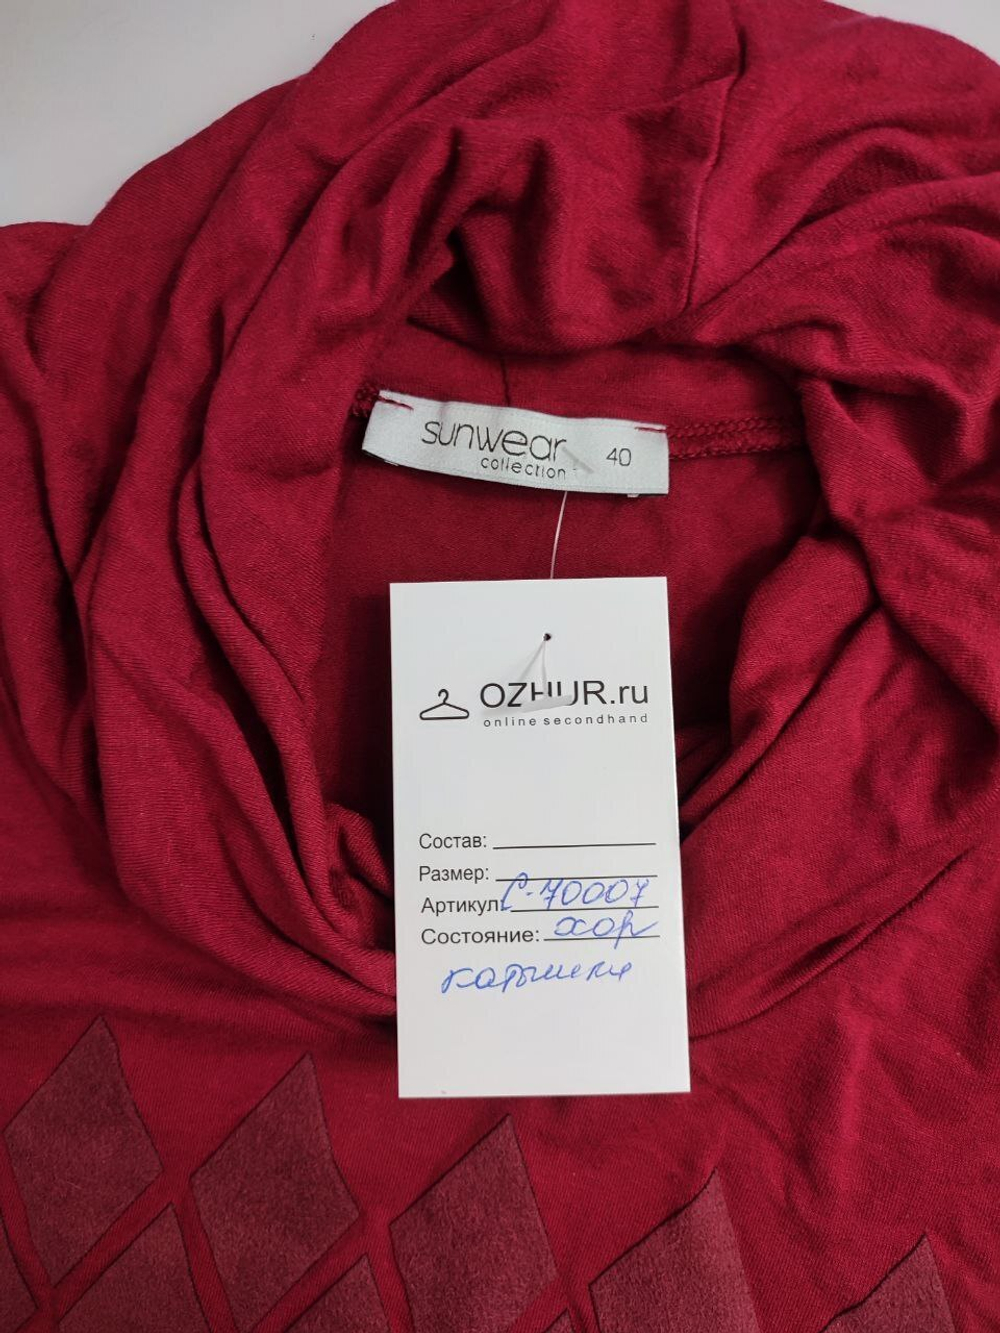 sunwear 40
collection
OZHUR.ru
online secondhand
Состав:
Размер:
Артикул: С-70007
Состояние: хор
катышки